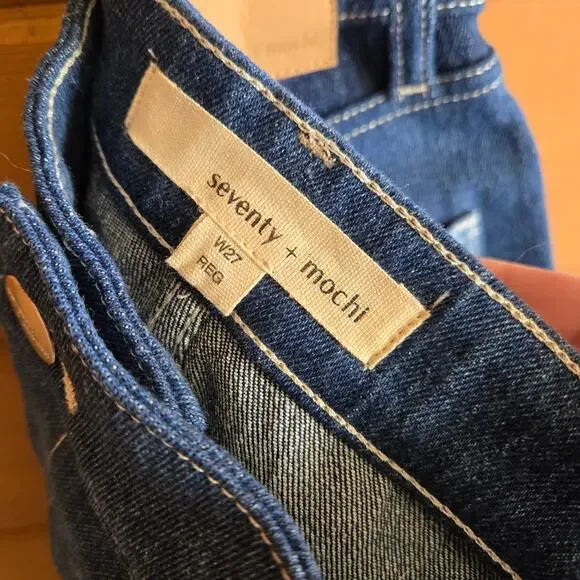 seventy + mochi
W27
REG